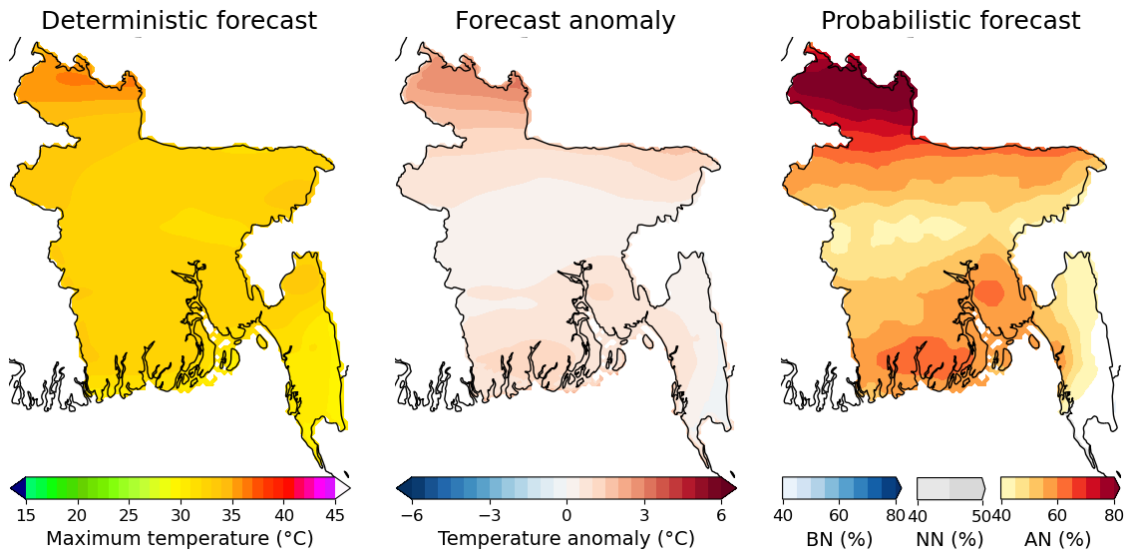 Deterministic forecast
Forecast anomaly
Probabilistic forecast
15 20 25 30 35 40 45
Maximum temperature (°C)
−6 −3 0 3 6
Temperature anomaly (°C)
40 60 80
BN (%)
40 50
NN (%)
40 60 80
AN (%)